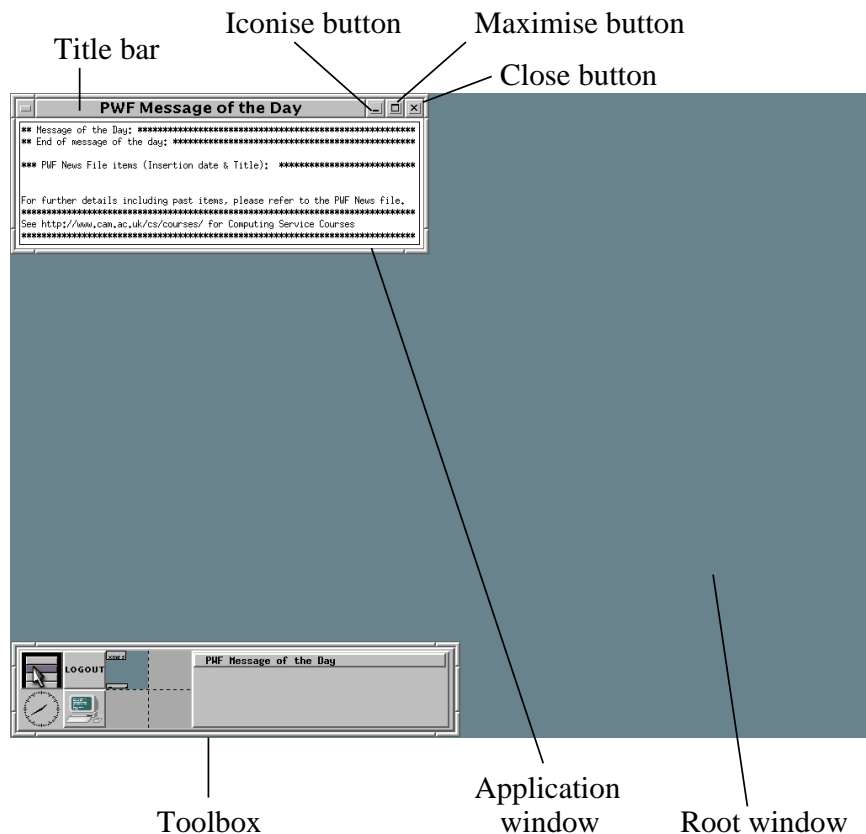 Iconise button
Maximise button
Title bar
Close button
PWF Message of the Day
** Message of the Day: *******************************************************
** End of message of the day: ************************************************
*** PWF News File items (Insertion date & Title): ***************************
For further details including past items, please refer to the PWF News file.
******************************************************************************
See http://www.cam.ac.uk/cs/courses/ for Computing Service Courses
******************************************************************************
LOGOUT
PWF Message of the Day
Toolbox
Application
window
Root window